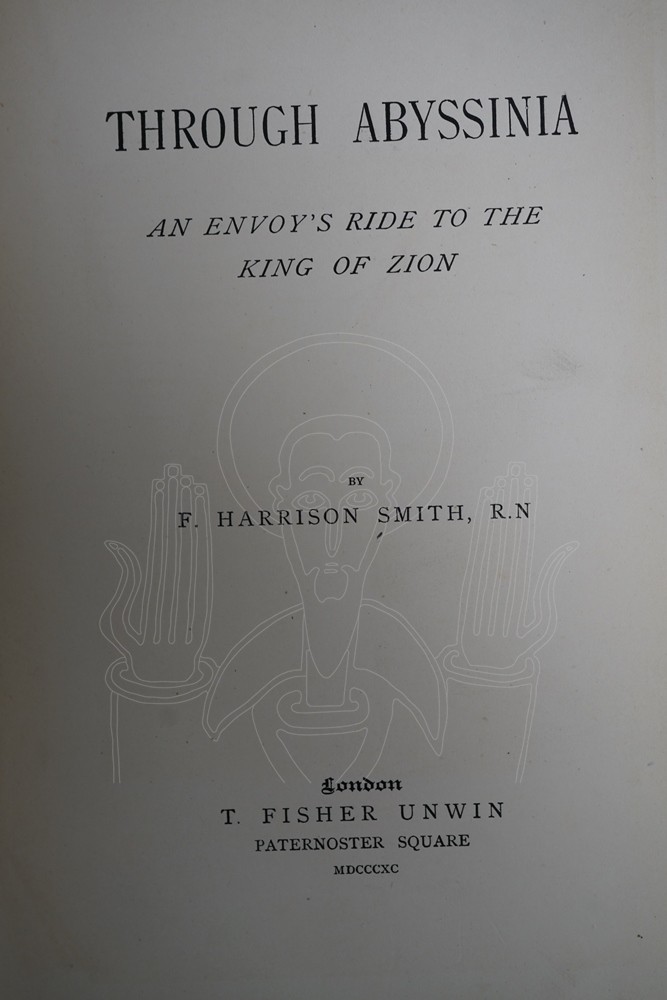 THROUGH ABYSSINIA
AN ENVOY'S RIDE TO THE
KING OF ZION
BY
F. HARRISON SMITH, R.N
London
T. FISHER UNWIN
PATERNOSTER SQUARE
MDCCCXC